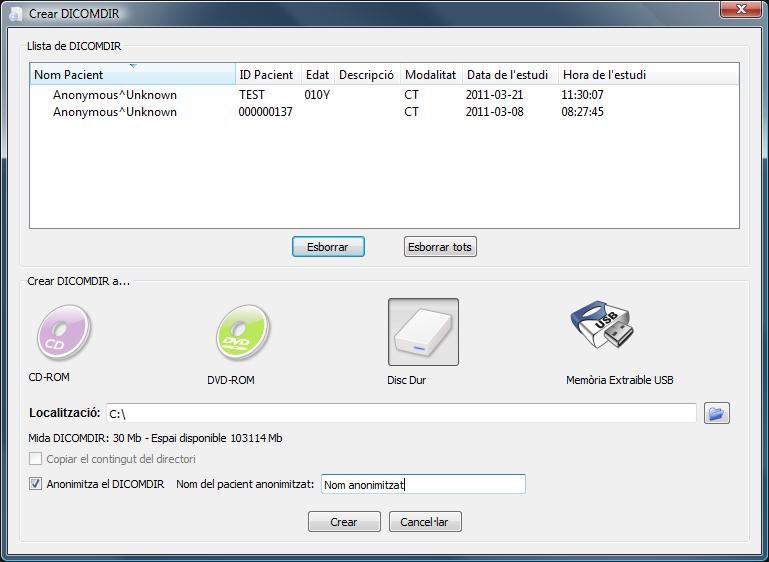 Crear DICOMDIR
Llista de DICOMDIR
Nom Pacient ID Pacient Edat Descripció Modalitat Data de l'estudi Hora de l'estudi
Anonymous^Unknown TEST 010Y CT 2011-03-21 11:30:07
Anonymous^Unknown 000000137 CT 2011-03-08 08:27:45
Esborrar Esborrar tots
Crear DICOMDIR a...
CD DVD USB
CD-ROM DVD-ROM Disc Dur Memòria Extraible USB
Localització: C:\
Mida DICOMDIR: 30 Mb - Espai disponible 103114 Mb
Copiar el contingut del directori
Anonimitza el DICOMDIR Nom del pacient anonimitzat: Nom anonimitzat
Crear Cancel·lar